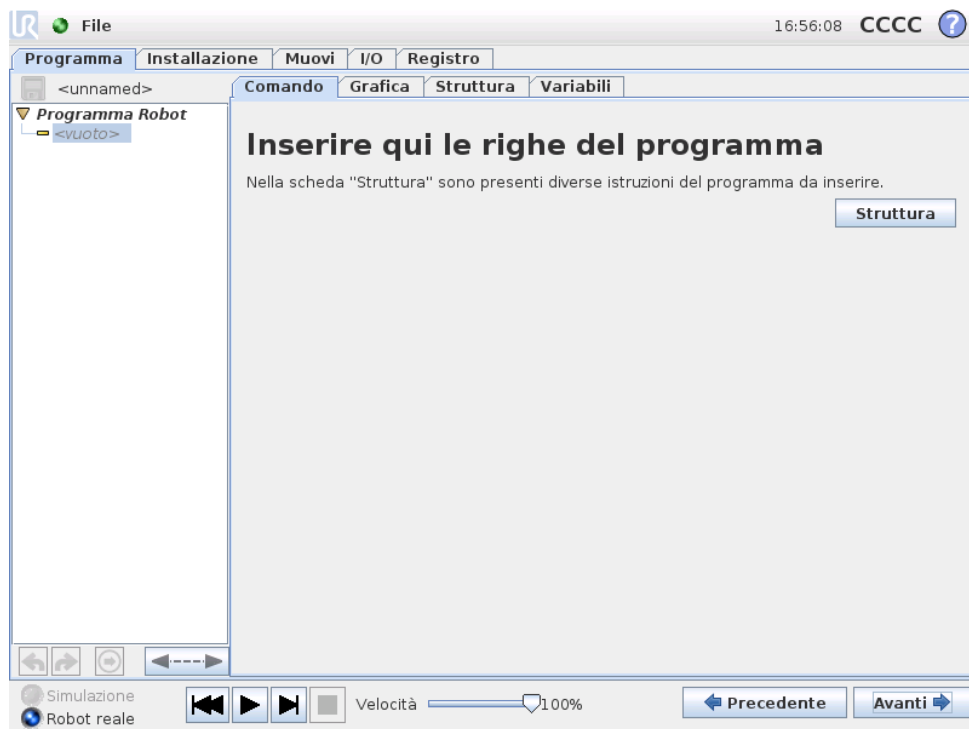 UR File 16:56:08 CCCC ?
Programma Installazione Muovi I/O Registro
<unnamed>
Comando Grafica Struttura Variabili
Programma Robot
<vuoto>
Inserire qui le righe del programma
Nella scheda "Struttura" sono presenti diverse istruzioni del programma da inserire.
Struttura
Simulazione
Robot reale
Velocità 100%
Precedente Avanti